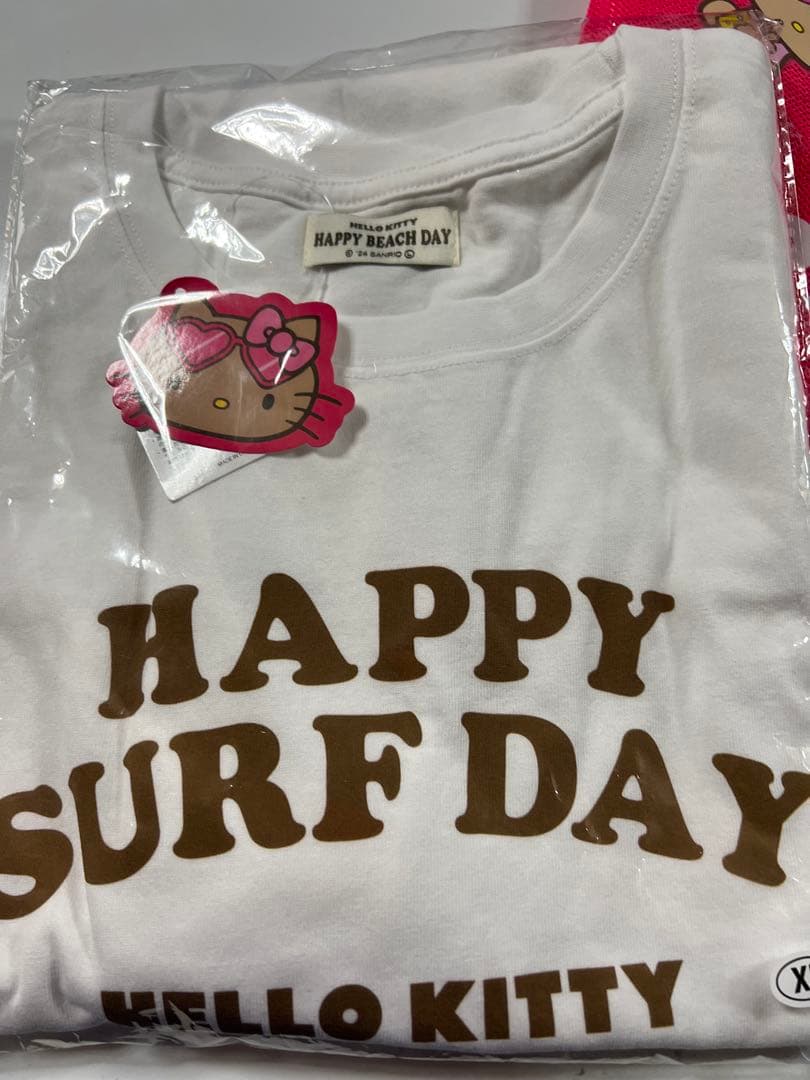 HELLO KITTY
HAPPY BEACH DAY
© '24 SANRIO Ⓛ
HAPPY
SURF DAY
HELLO KITTY